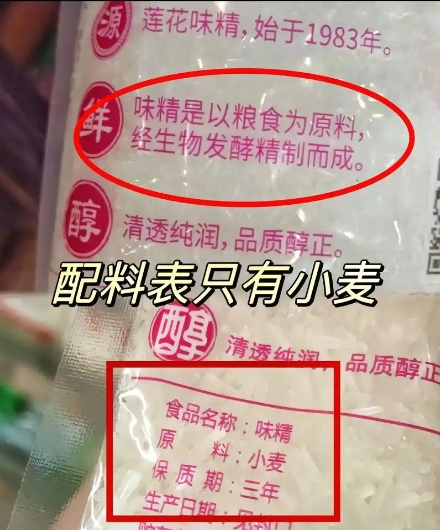 源 莲花味精,始于1983年。
鲜 味精是以粮食为原料,
经生物发酵精制而成。
醇 清透纯润,品质醇正。
配料表只有小麦
醇 清透纯润,品质醇正
食品名称:味精
原料:小麦
保质期:三年
生产日期:见封